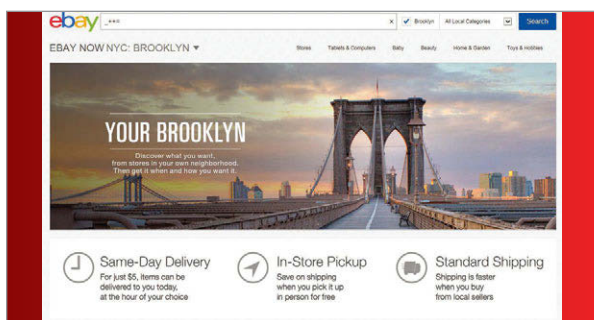 ebay
Brooklyn All Local Categories Search
EBAY NOW NYC: BROOKLYN
Stores Tablets & Computers Baby Beauty Home & Garden Toys & Hobbies
YOUR BROOKLYN
Discover what you want,
from stores in your own neighborhood.
Then get it when and how you want it.
Same-Day Delivery
For just $5, items can be
delivered to you today,
at the hour of your choice
In-Store Pickup
Save on shipping
when you pick it up
in person for free
Standard Shipping
Shipping is faster
when you buy
from local sellers